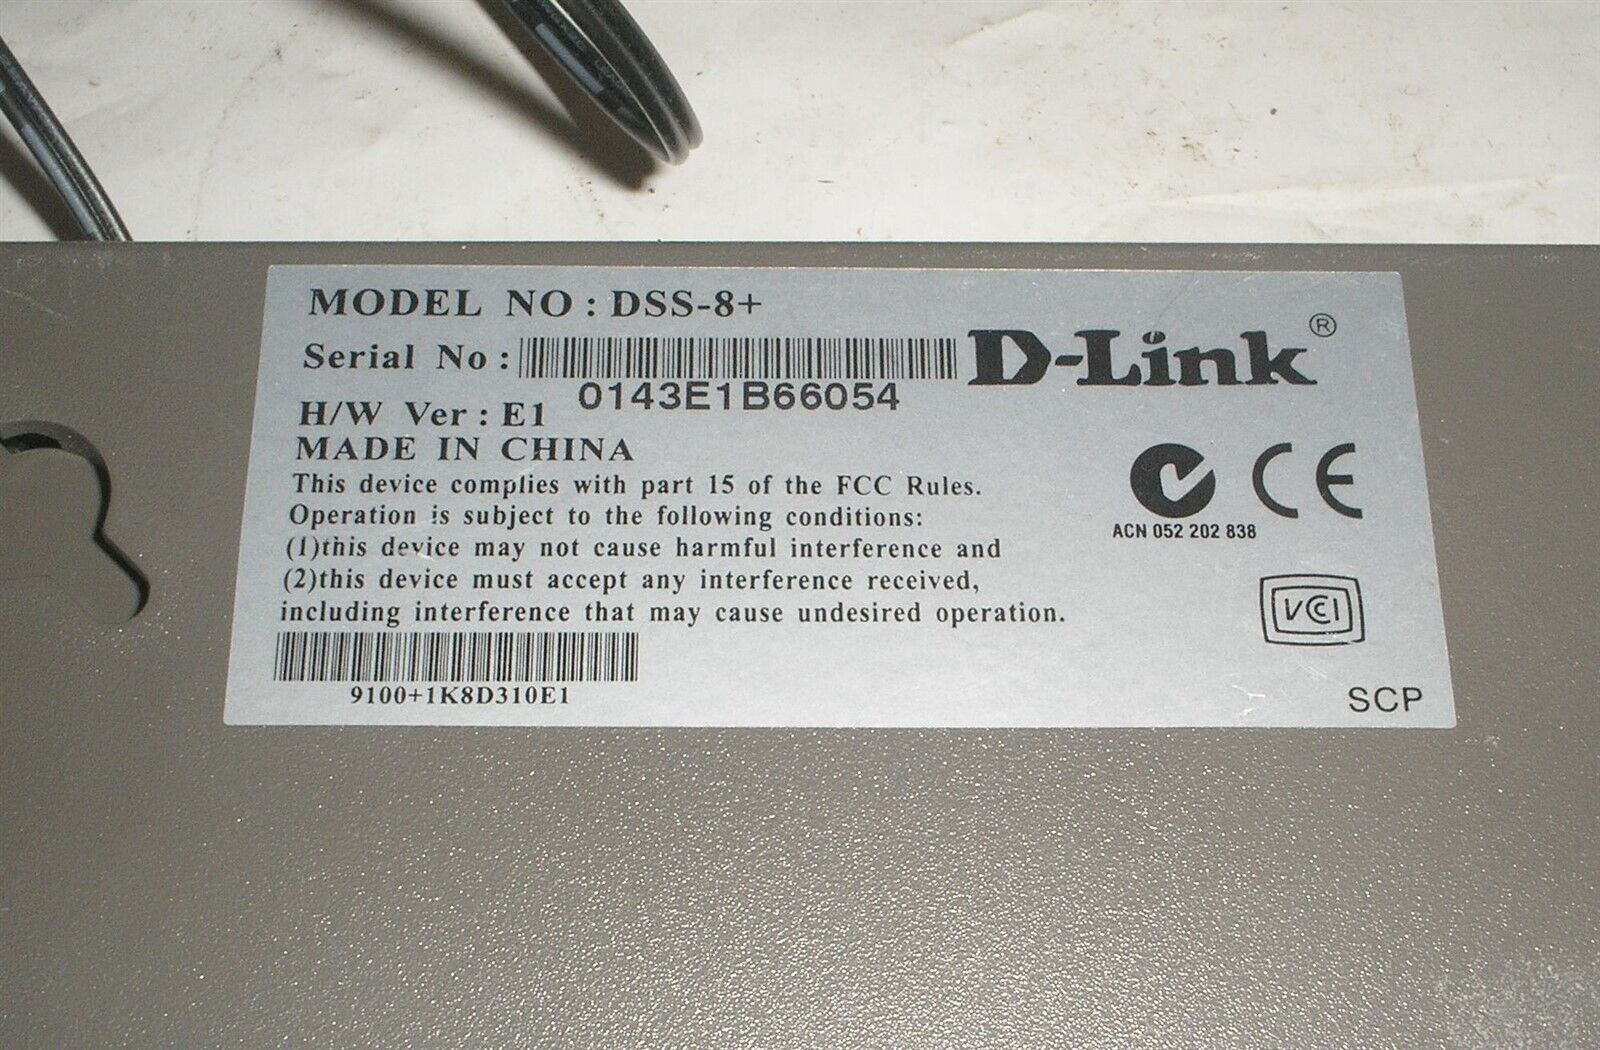 MODEL NO : DSS-8+
Serial No :
0143E1B66054
D-Link®
H/W Ver : E1
MADE IN CHINA
This device complies with part 15 of the FCC Rules.
Operation is subject to the following conditions:
(1)this device may not cause harmful interference and
(2)this device must accept any interference received,
including interference that may cause undesired operation.
9100+1K8D310E1
CE
ACN 052 202 838
VCCI
SCP